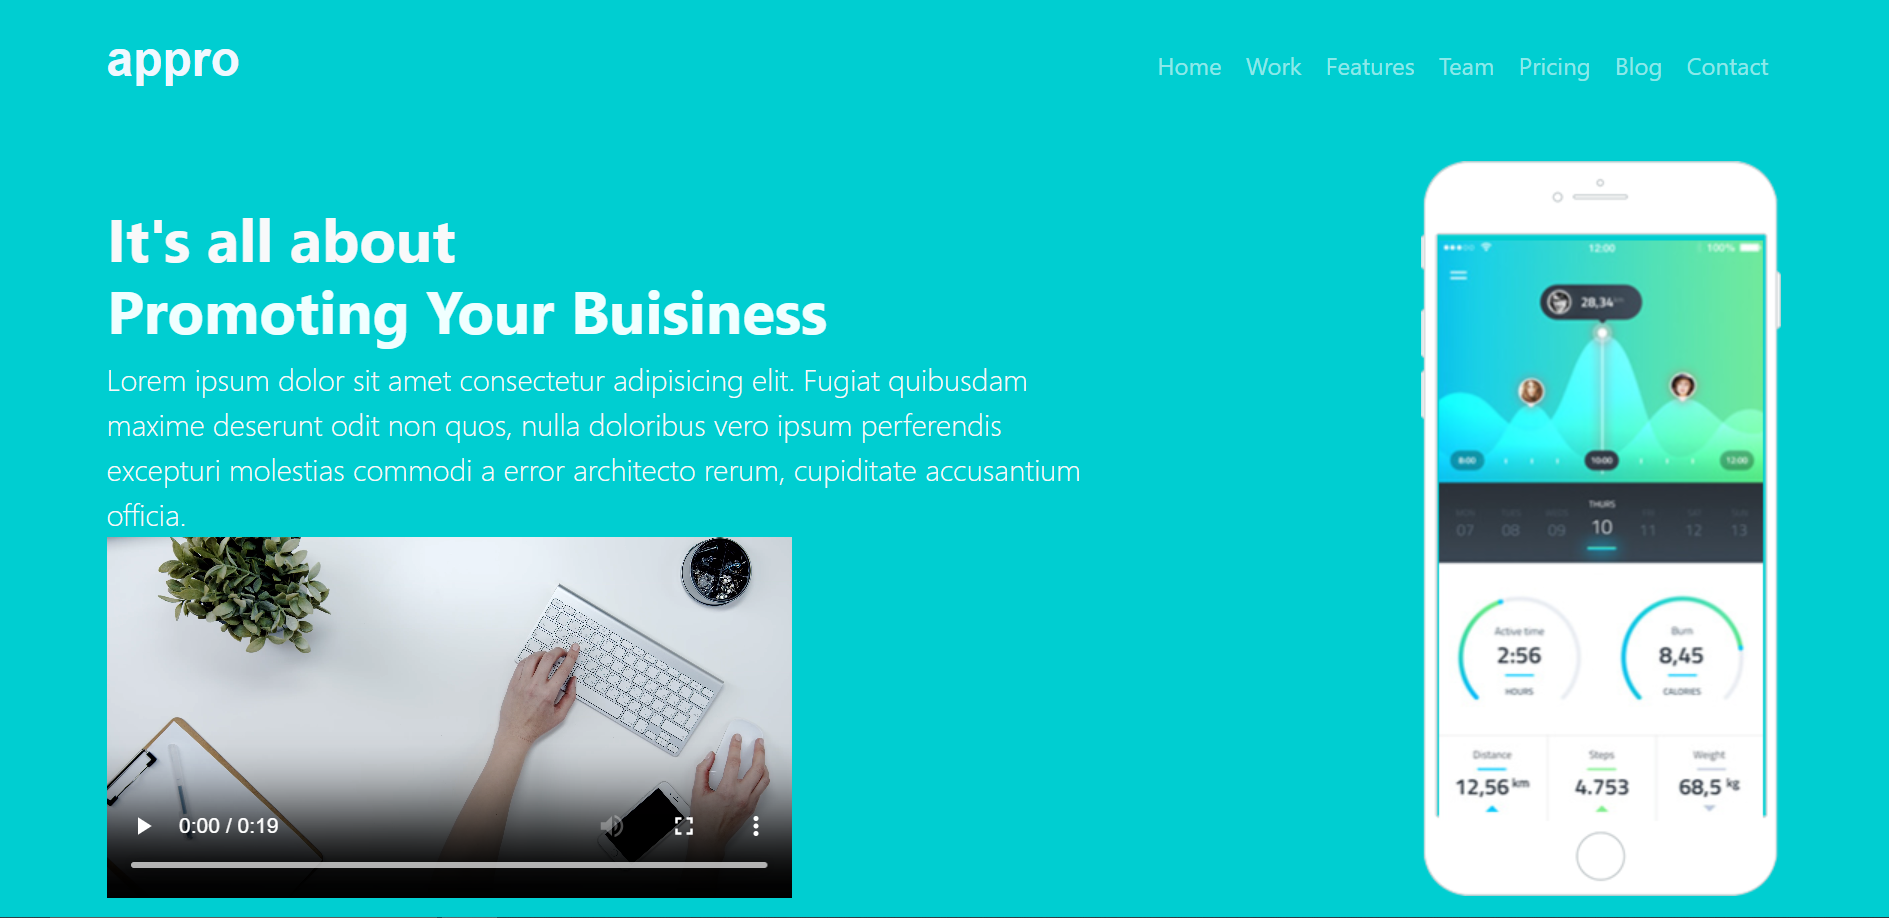 appro
Home Work Features Team Pricing Blog Contact
It's all about
Promoting Your Buisiness
Lorem ipsum dolor sit amet consectetur adipisicing elit. Fugiat quibusdam
maxime deserunt odit non quos, nulla doloribus vero ipsum perferendis
excepturi molestias commodi a error architecto rerum, cupiditate accusantium
officia.
0:00 / 0:19
12:00 100%
28,34 km
8:00 10:00 12:00
THURS
07 08 09 10 11 12 13
Active time Burn
2:56 8,45
HOURS CALORIES
Distance Steps Weight
12,56 km 4.753 68,5 kg